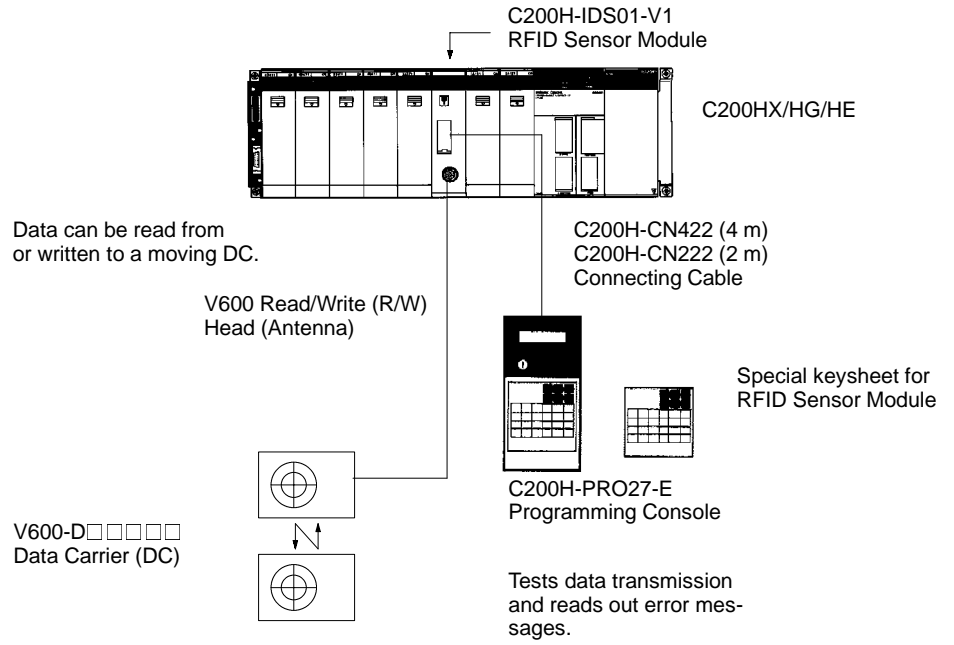 C200H-IDS01-V1
RFID Sensor Module
C200HX/HG/HE
Data can be read from
or written to a moving DC.
C200H-CN422 (4 m)
C200H-CN222 (2 m)
Connecting Cable
V600 Read/Write (R/W)
Head (Antenna)
Special keysheet for
RFID Sensor Module
C200H-PRO27-E
Programming Console
V600-D□□□□□
Data Carrier (DC)
Tests data transmission
and reads out error mes-
sages.